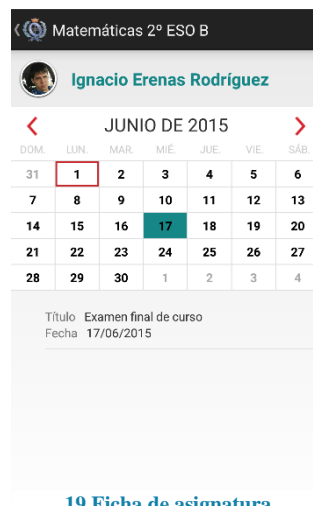 Matemáticas 2º ESO B
Ignacio Erenas Rodríguez
JUNIO DE 2015
DOM. LUN. MAR. MIÉ. JUE. VIE. SÁB.
31 1 2 3 4 5 6
7 8 9 10 11 12 13
14 15 16 17 18 19 20
21 22 23 24 25 26 27
28 29 30 1 2 3 4
Título Examen final de curso
Fecha 17/06/2015
19 Ficha de asignatura